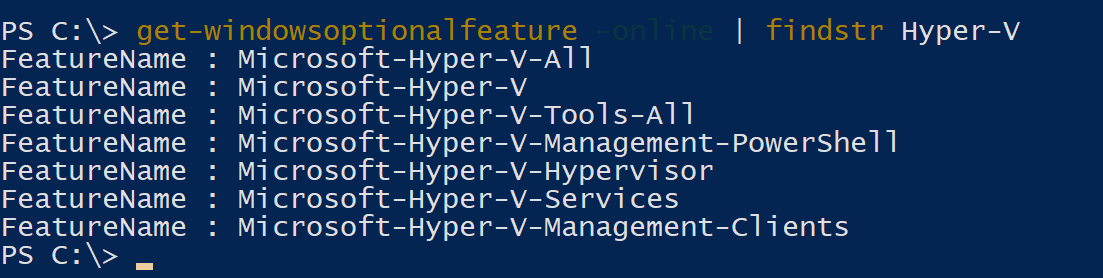 PS C:\> get-windowsoptionalfeature -online | findstr Hyper-V
FeatureName : Microsoft-Hyper-V-All
FeatureName : Microsoft-Hyper-V
FeatureName : Microsoft-Hyper-V-Tools-All
FeatureName : Microsoft-Hyper-V-Management-PowerShell
FeatureName : Microsoft-Hyper-V-Hypervisor
FeatureName : Microsoft-Hyper-V-Services
FeatureName : Microsoft-Hyper-V-Management-Clients
PS C:\> _